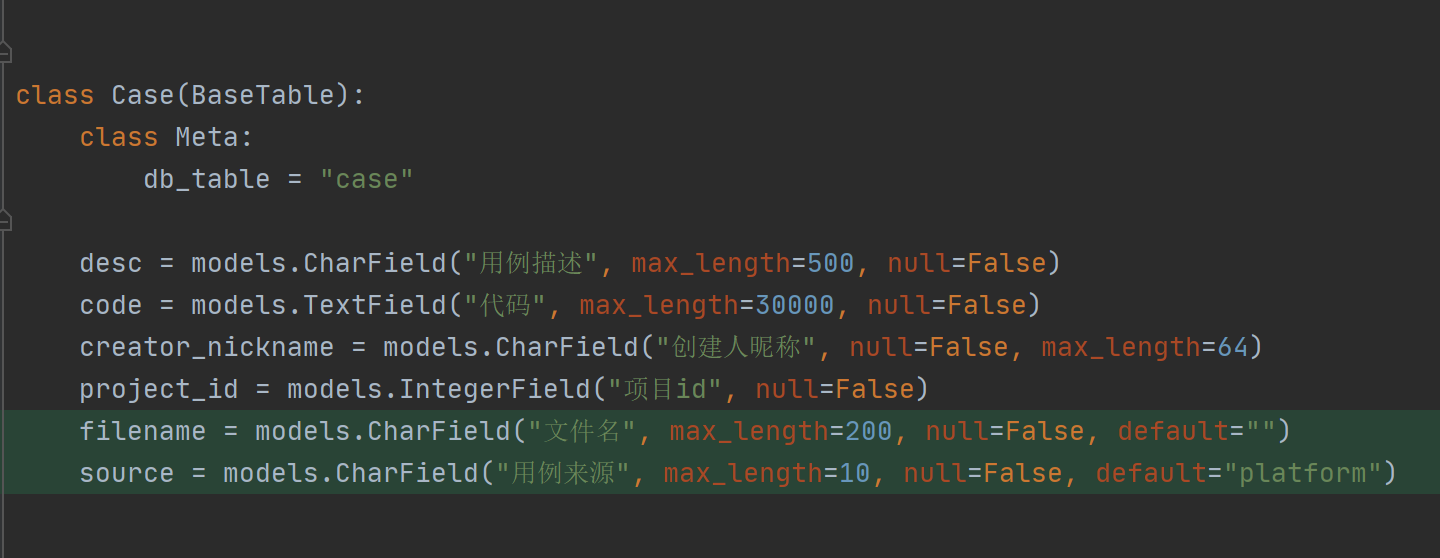 class Case(BaseTable):
    class Meta:
        db_table = "case"
    desc = models.CharField("用例描述", max_length=500, null=False)
    code = models.TextField("代码", max_length=30000, null=False)
    creator_nickname = models.CharField("创建人昵称", null=False, max_length=64)
    project_id = models.IntegerField("项目id", null=False)
    filename = models.CharField("文件名", max_length=200, null=False, default="")
    source = models.CharField("用例来源", max_length=10, null=False, default="platform")